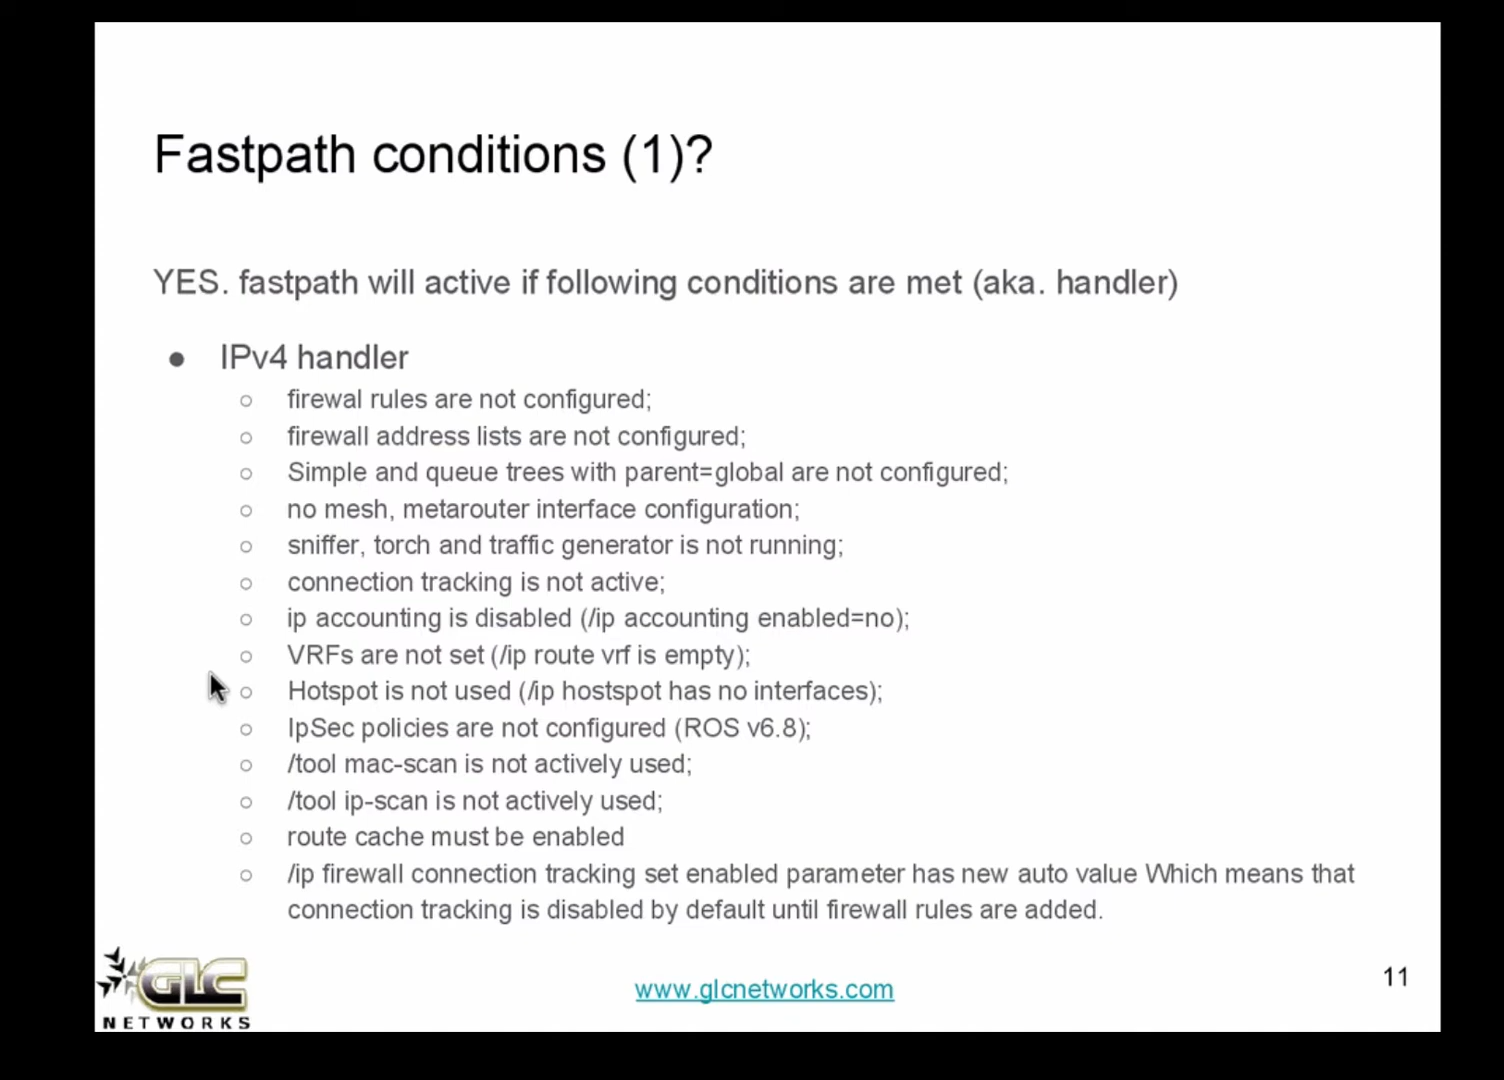 Fastpath conditions (1)?
YES. fastpath will active if following conditions are met (aka. handler)
● IPv4 handler
○ firewal rules are not configured;
○ firewall address lists are not configured;
○ Simple and queue trees with parent=global are not configured;
○ no mesh, metarouter interface configuration;
○ sniffer, torch and traffic generator is not running;
○ connection tracking is not active;
○ ip accounting is disabled (/ip accounting enabled=no);
○ VRFs are not set (/ip route vrf is empty);
○ Hotspot is not used (/ip hostspot has no interfaces);
○ IpSec policies are not configured (ROS v6.8);
○ /tool mac-scan is not actively used;
○ /tool ip-scan is not actively used;
○ route cache must be enabled
○ /ip firewall connection tracking set enabled parameter has new auto value Which means that
connection tracking is disabled by default until firewall rules are added.
GLC
NETWORKS
www.glcnetworks.com
11